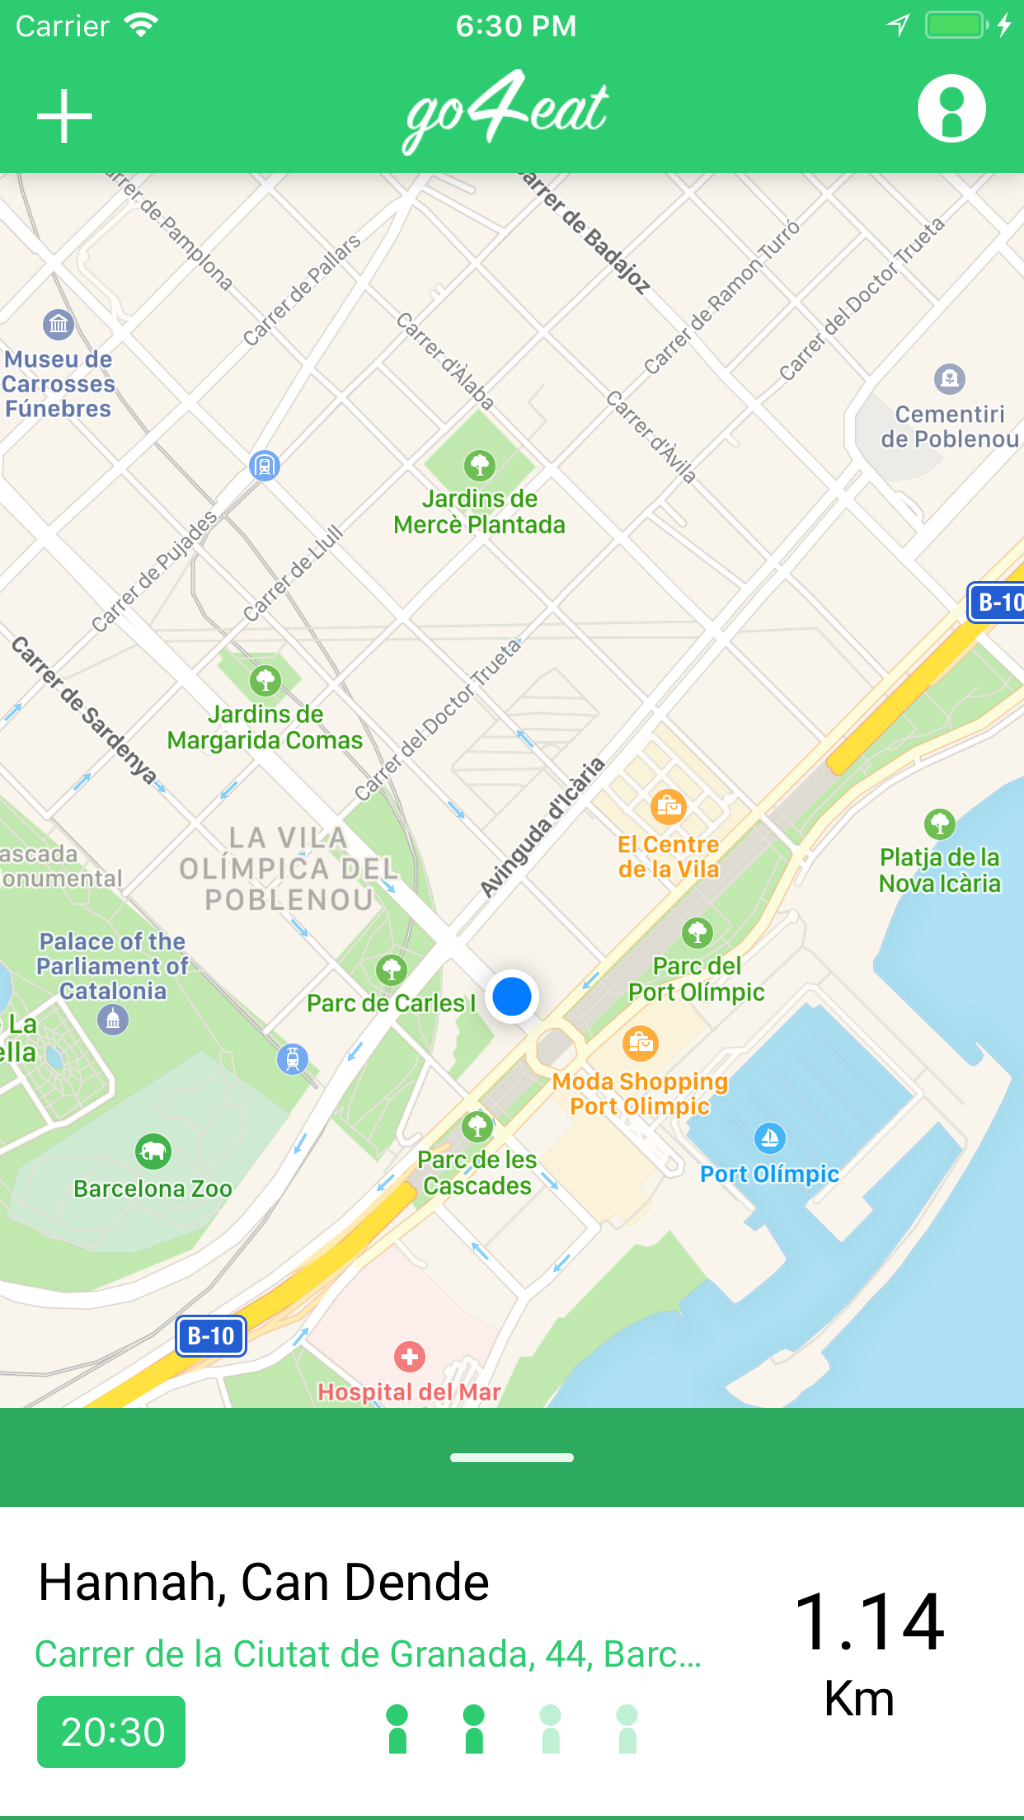 Carrier
6:30 PM
go4eat
Carrer de Pamplona
Carrer de Pallars
Carrer de Badajoz
Carrer de Ramon Turró
Carrer del Doctor Trueta
Carrer d'Àlaba
Carrer d'Àvila
Museu de
Carrosses
Fúnebres
Cementiri
de Poblenou
Jardins de
Mercè Plantada
Carrer de Pujades
Carrer de Llull
B-10
Carrer de Sardenya
Jardins de
Margarida Comas
Carrer del Doctor Trueta
Avinguda d'Icària
El Centre
de la Vila
LA VILA
OLÍMPICA DEL
POBLENOU
ascada
onumental
Platja de la
Nova Icària
Palace of the
Parliament of
Catalonia
Parc del
Port Olímpic
Parc de Carles I
La
ella
Moda Shopping
Port Olimpic
Parc de les
Cascades
Port Olímpic
Barcelona Zoo
B-10
Hospital del Mar
Hannah, Can Dende
Carrer de la Ciutat de Granada, 44, Barc...
20:30
1.14
Km